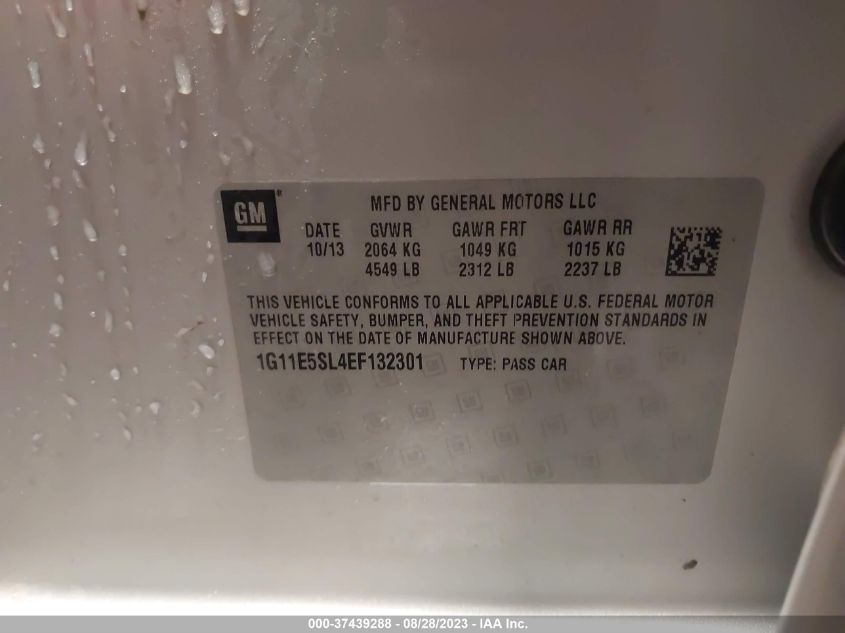 GM®
MFD BY GENERAL MOTORS LLC
DATE GVWR GAWR FRT GAWR RR
10/13 2064 KG 1049 KG 1015 KG
4549 LB 2312 LB 2237 LB
THIS VEHICLE CONFORMS TO ALL APPLICABLE U.S. FEDERAL MOTOR
VEHICLE SAFETY, BUMPER, AND THEFT PREVENTION STANDARDS IN
EFFECT ON THE DATE OF MANUFACTURE SHOWN ABOVE.
1G11E5SL4EF132301 TYPE: PASS CAR
000-37439288 - 08/28/2023 - IAA Inc.